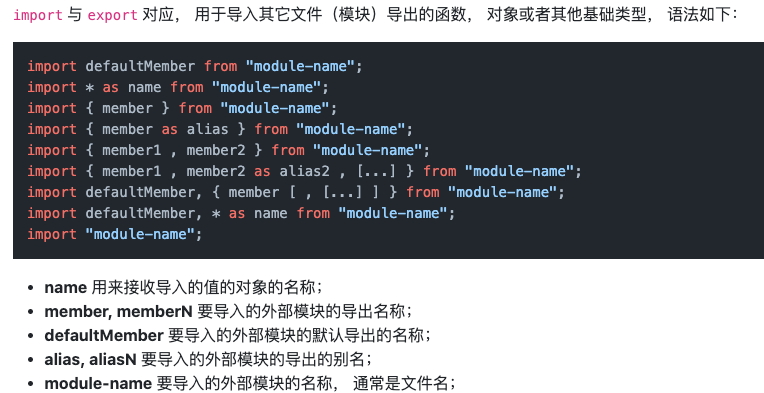 import 与 export 对应， 用于导入其它文件（模块）导出的函数， 对象或者其他基础类型， 语法如下：
import defaultMember from "module-name";
import * as name from "module-name";
import { member } from "module-name";
import { member as alias } from "module-name";
import { member1 , member2 } from "module-name";
import { member1 , member2 as alias2 , [...] } from "module-name";
import defaultMember, { member [ , [...] ] } from "module-name";
import defaultMember, * as name from "module-name";
import "module-name";
• name 用来接收导入的值的对象的名称；
• member, memberN 要导入的外部模块的导出名称；
• defaultMember 要导入的外部模块的默认导出的名称；
• alias, aliasN 要导入的外部模块的导出的别名；
• module-name 要导入的外部模块的名称， 通常是文件名；